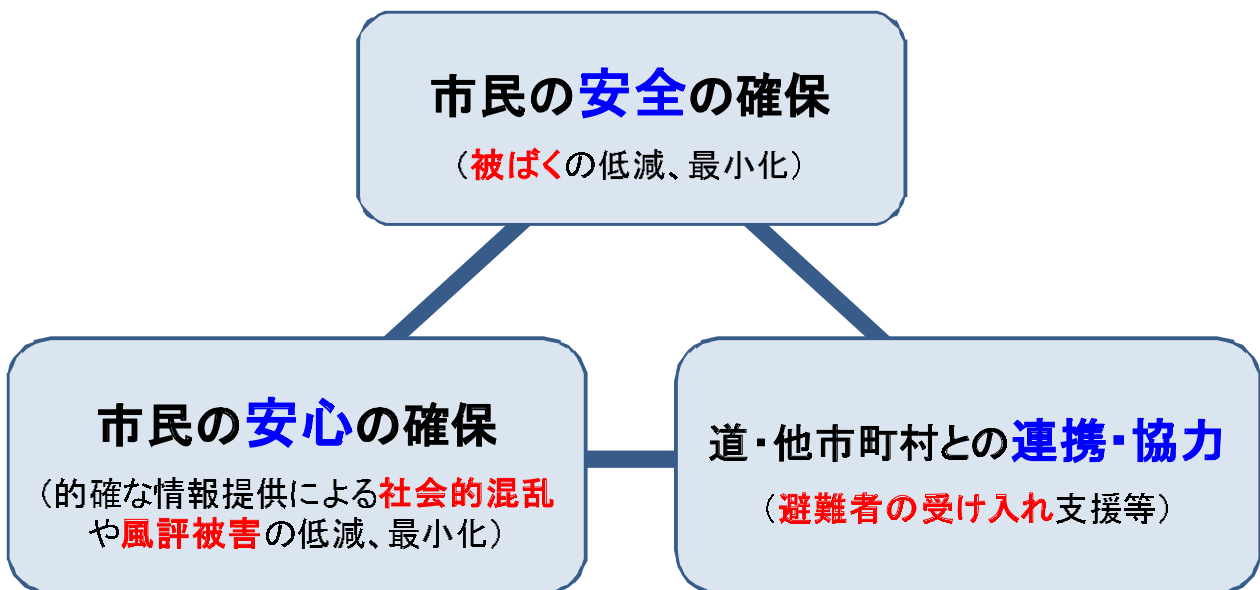 市民の安全の確保
（被ばくの低減、最小化）
市民の安心の確保
（的確な情報提供による社会的混乱
や風評被害の低減、最小化）
道・他市町村との連携・協力
（避難者の受け入れ支援等）